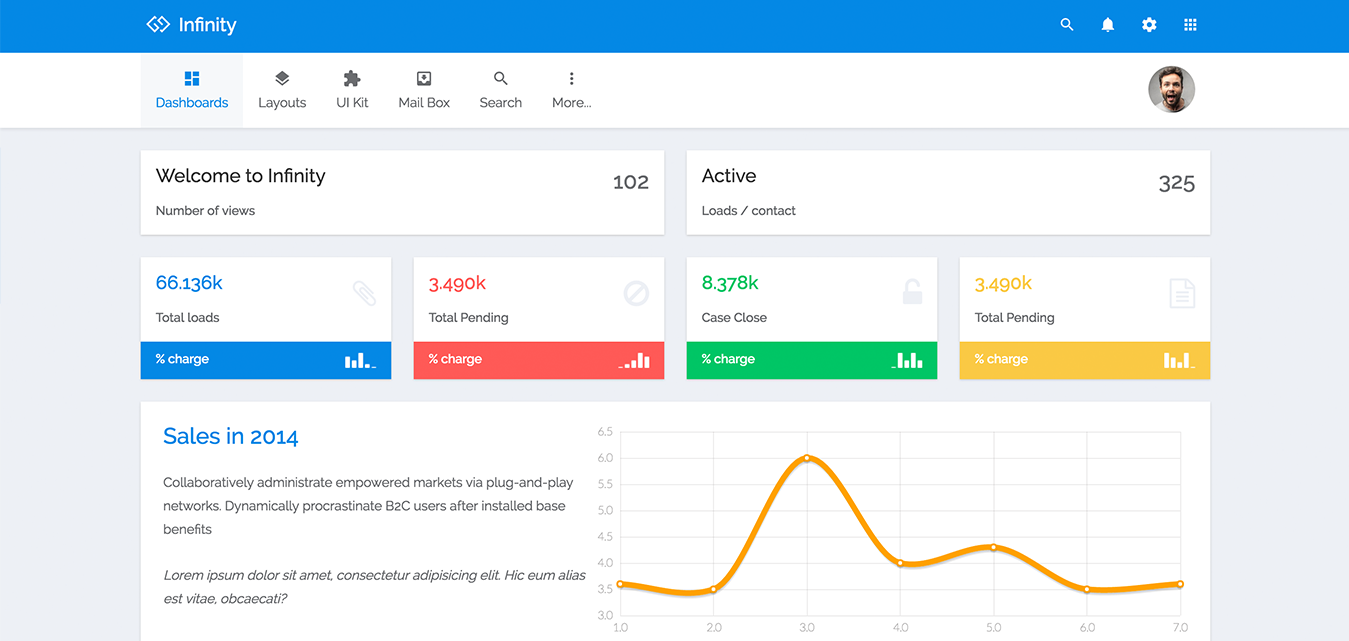 Infinity
Dashboards
Layouts
UI Kit
Mail Box
Search
More...
Welcome to Infinity
102
Number of views
Active
325
Loads / contact
66.136k
Total loads
% charge
3.490k
Total Pending
% charge
8.378k
Case Close
% charge
3.490k
Total Pending
% charge
Sales in 2014
Collaboratively administrate empowered markets via plug-and-play
networks. Dynamically procrastinate B2C users after installed base
benefits
Lorem ipsum dolor sit amet, consectetur adipisicing elit. Hic eum alias
est vitae, obcaecati?
6.5
6.0
5.5
5.0
4.5
4.0
3.5
3.0
1.0 2.0 3.0 4.0 5.0 6.0 7.0